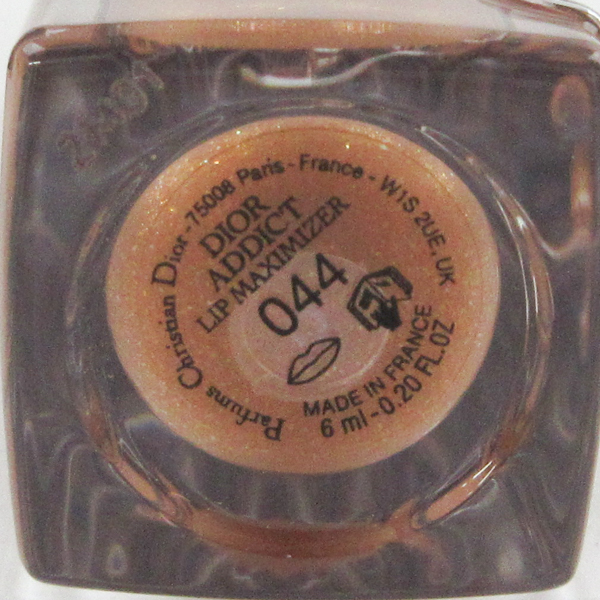 Parfums Christian Dior - 75008 Paris - France - W1S 2UE, UK
DIOR
ADDICT
LIP MAXIMIZER
044
MADE IN FRANCE
6 ml - 0.20 FL.OZ